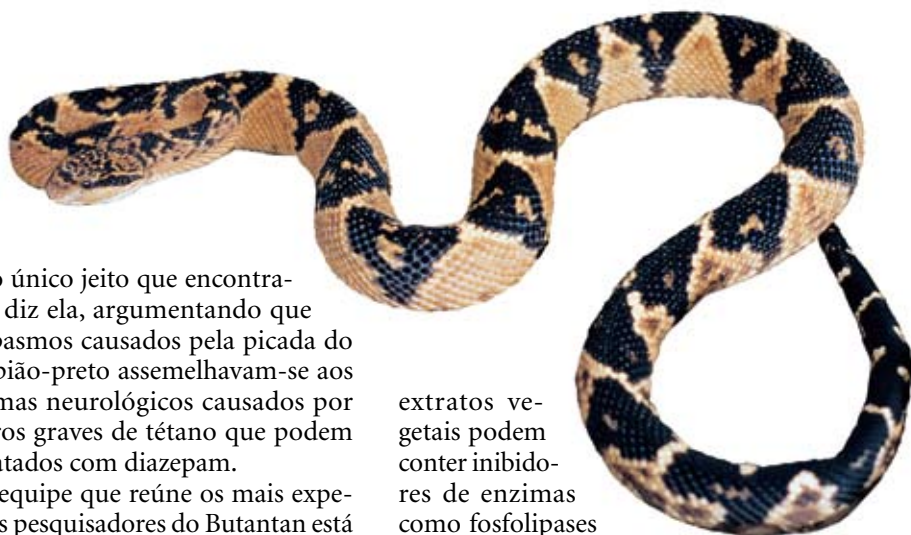 o único jeito que encontra-
diz ela, argumentando que
pasmos causados pela picada do
pião-preto assemelhavam-se aos
mas neurológicos causados por
ros graves de tétano que podem
atados com diazepam.
equipe que reúne os mais expe-
s pesquisadores do Butantan está
extratos ve-
getais podem
conter inibido-
res de enzimas
como fosfolipases